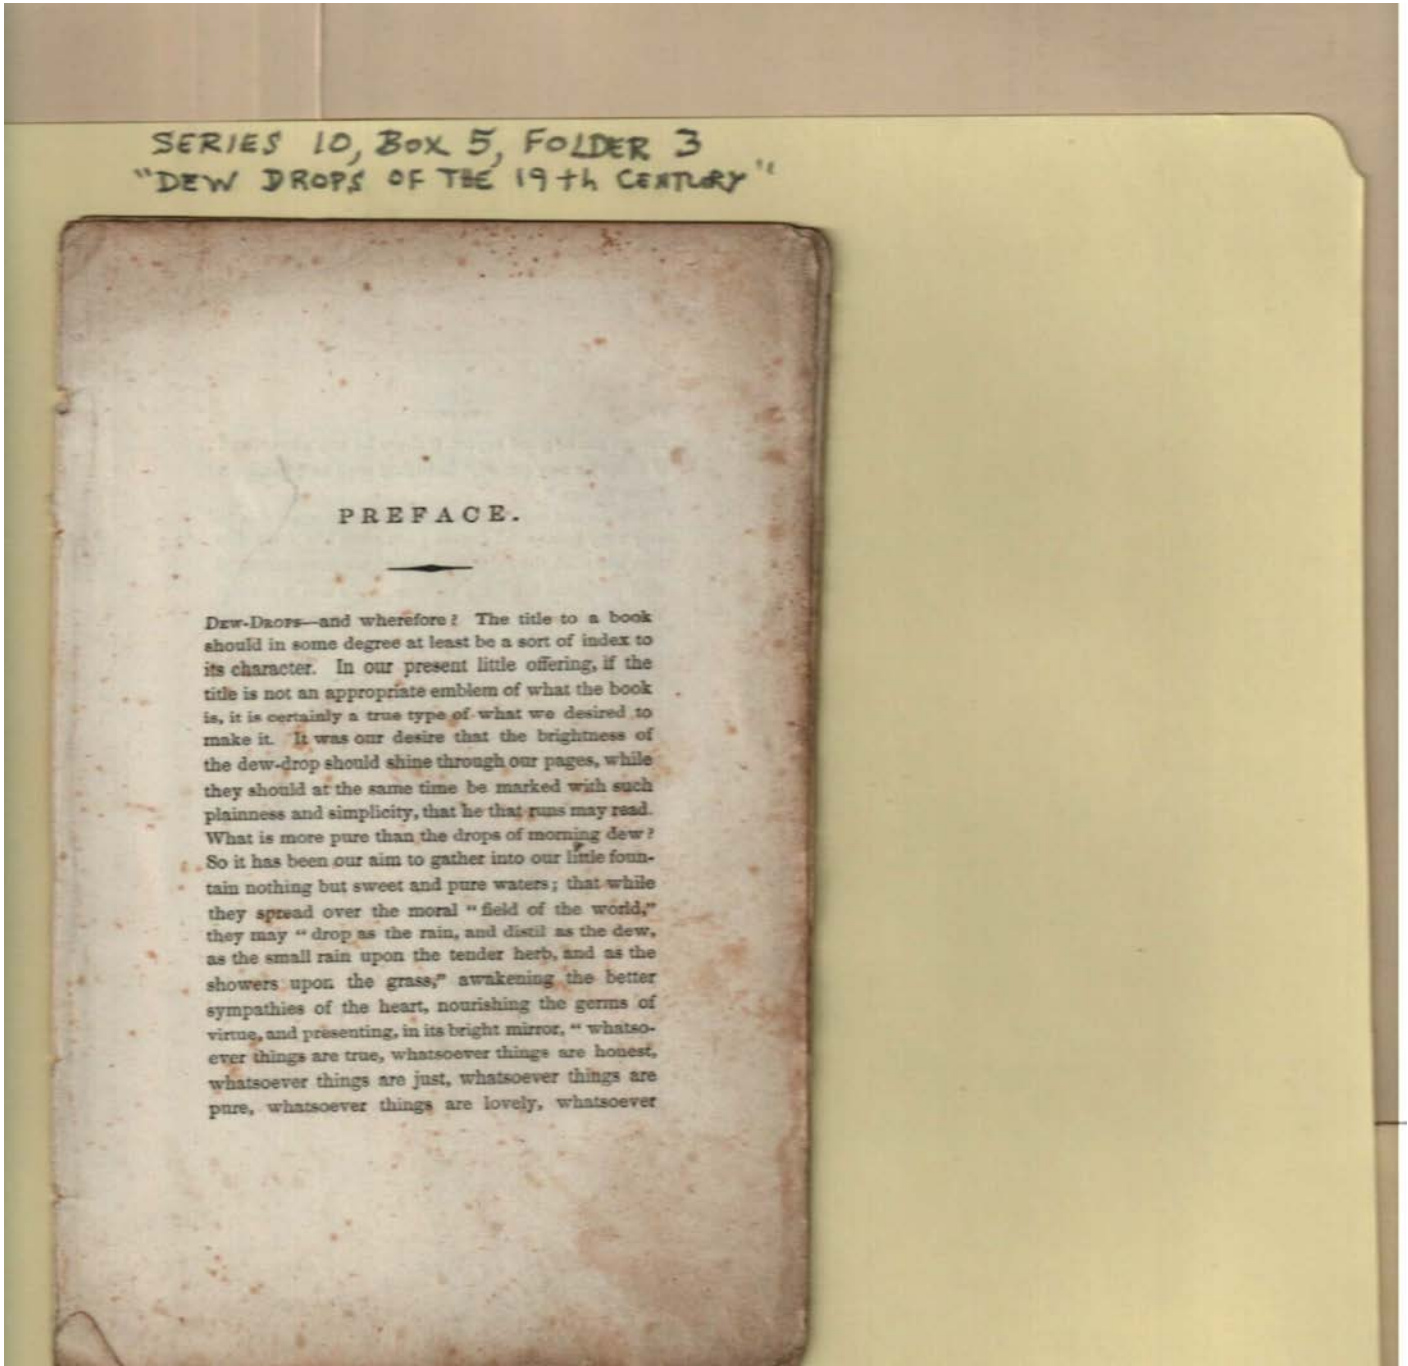 SERIES 10, BOX 5, FOLDER 3
"DEW DROPS OF THE 19th CENTURY"
PREFACE.
DEW-DROPS—and wherefore? The title to a book
should in some degree at least be a sort of index to
its character. In our present little offering, if the
title is not an appropriate emblem of what the book
is, it is certainly a true type of what we desired to
make it. It was our desire that the brightness of
the dew-drop should shine through our pages, while
they should at the same time be marked with such
plainness and simplicity, that he that runs may read.
What is more pure than the drops of morning dew?
So it has been our aim to gather into our little foun-
tain nothing but sweet and pure waters; that while
they spread over the moral "field of the world,"
they may "drop as the rain, and distil as the dew,
as the small rain upon the tender herb, and as the
showers upon the grass," awakening the better
sympathies of the heart, nourishing the germs of
virtue, and presenting, in its bright mirror, "whatso-
ever things are true, whatsoever things are honest,
whatsoever things are just, whatsoever things are
pure, whatsoever things are lovely, whatsoever